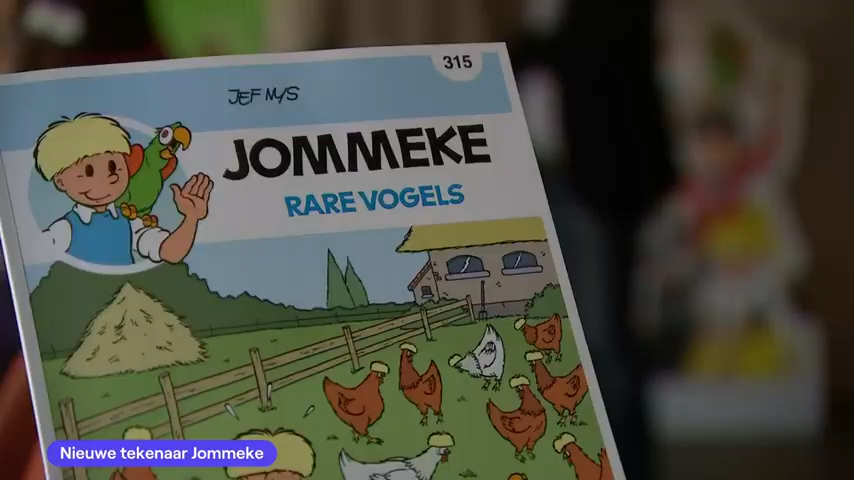 315
JEF NYS
JOMMEKE
RARE VOGELS
Nieuwe tekenaar Jommeke